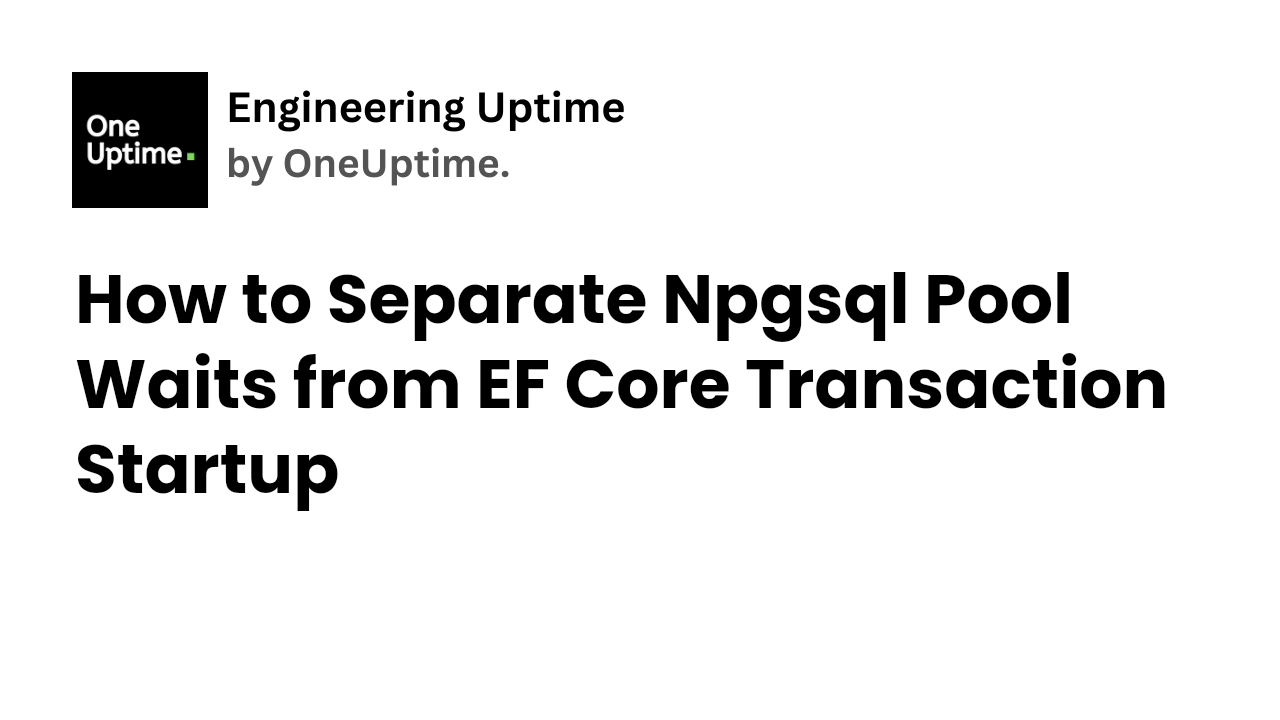 One
Uptime.
Engineering Uptime
by OneUptime.
How to Separate Npgsql Pool
Waits from EF Core Transaction
Startup